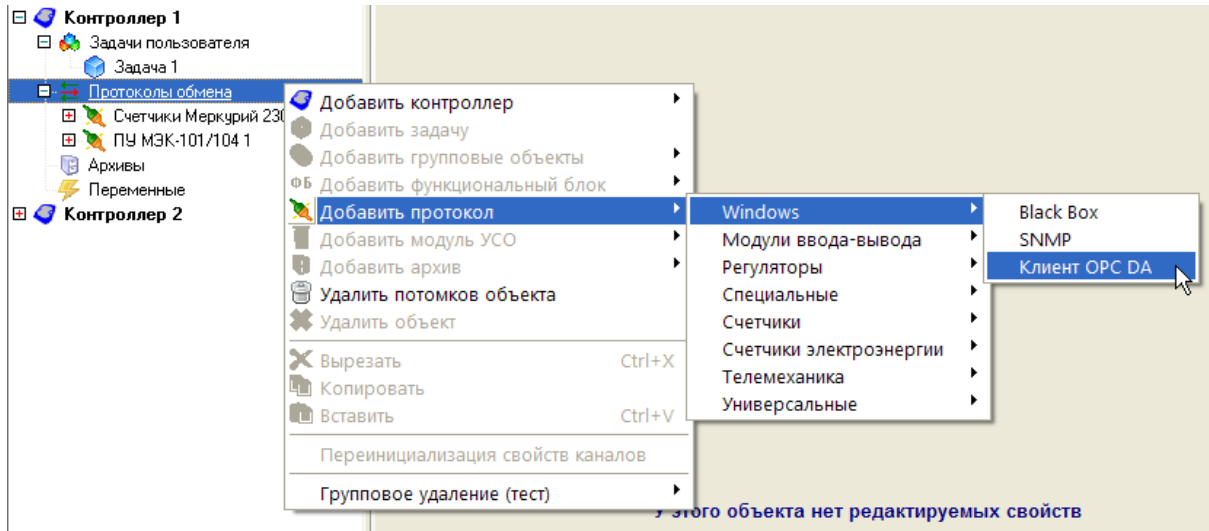 Контроллер 1
Задачи пользователя
Задача 1
Протоколы обмена
Счетчики Меркурий 230
ПУ МЭК-101/104 1
Архивы
Переменные
Контроллер 2
Добавить контроллер
Добавить задачу
Добавить групповые объекты
ФБ Добавить функциональный блок
Добавить протокол
Добавить модуль УСО
Добавить архив
Удалить потомков объекта
Удалить объект
Вырезать Ctrl+X
Копировать
Вставить Ctrl+V
Переинициализация свойств каналов
Групповое удаление (тест)
Windows
Модули ввода-вывода
Регуляторы
Специальные
Счетчики
Счетчики электроэнергии
Телемеханика
Универсальные
Black Box
SNMP
Клиент OPC DA
У этого объекта нет редактируемых свойств